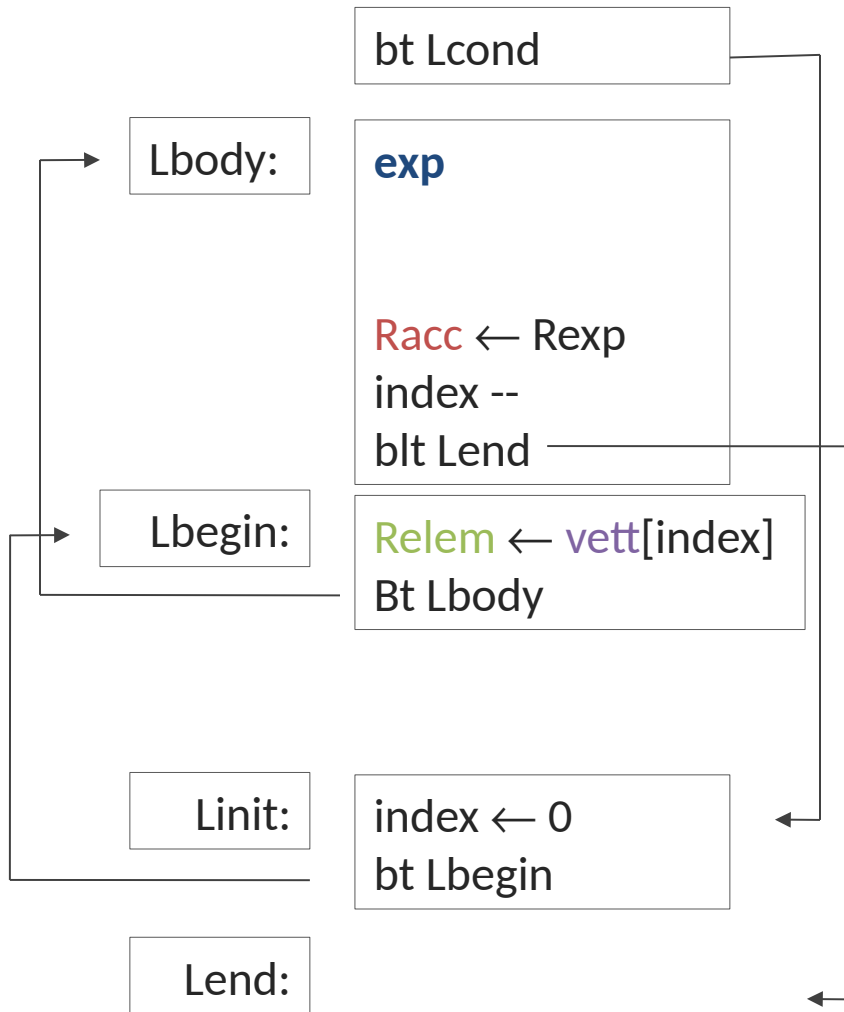 bt Lcond
Lbody:
exp
Racc ← Rexp
index --
blt Lend
Lbegin:
Relem ← vett[index]
Bt Lbody
Linit:
index ← 0
bt Lbegin
Lend: